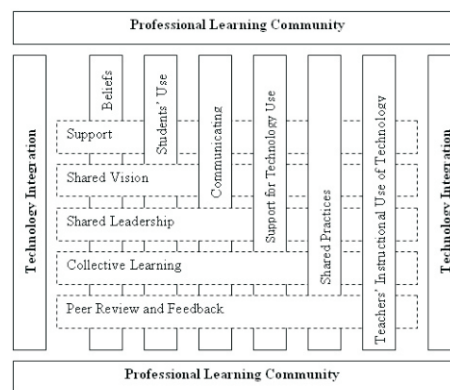 Professional Learning Community
Technology Integration
Beliefs
Students' Use
Communicating
Support for Technology Use
Shared Practices
Teachers' Instructional Use of Technology
Technology Integration
Support
Shared Vision
Shared Leadership
Collective Learning
Peer Review and Feedback
Professional Learning Community